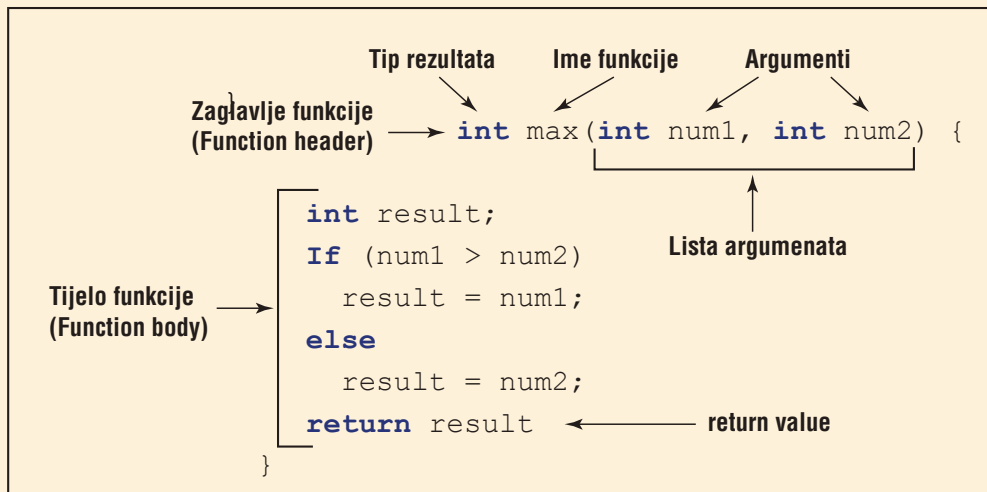 Tip rezultata Ime funkcije Argumenti
}
Zaglavlje funkcije
(Function header)
int max(int num1, int num2) {
Lista argumenata
int result;
If (num1 > num2)
result = num1;
else
result = num2;
return result
Tijelo funkcije
(Function body)
return value
}